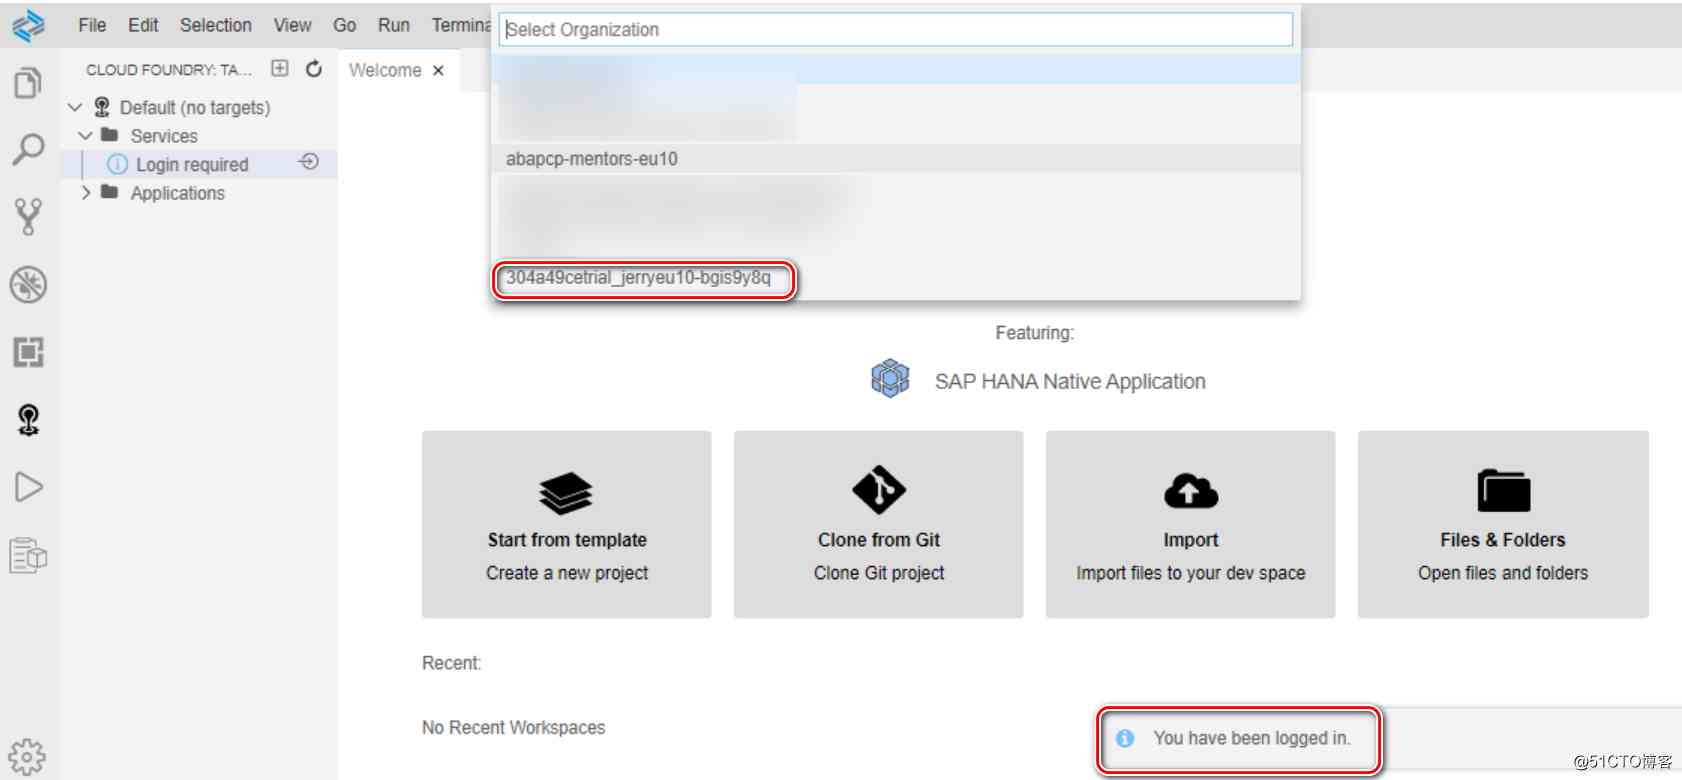 File Edit Selection View Go Run Termina
Select Organization
CLOUD FOUNDRY: TA...
Welcome
Default (no targets)
Services
Login required
Applications
abapcp-mentors-eu10
304a49cetrial_jerryeu10-bgis9y8q
Featuring:
SAP HANA Native Application
Start from template
Create a new project
Clone from Git
Clone Git project
Import
Import files to your dev space
Files & Folders
Open files and folders
Recent:
No Recent Workspaces
You have been logged in.
@51CTO博客